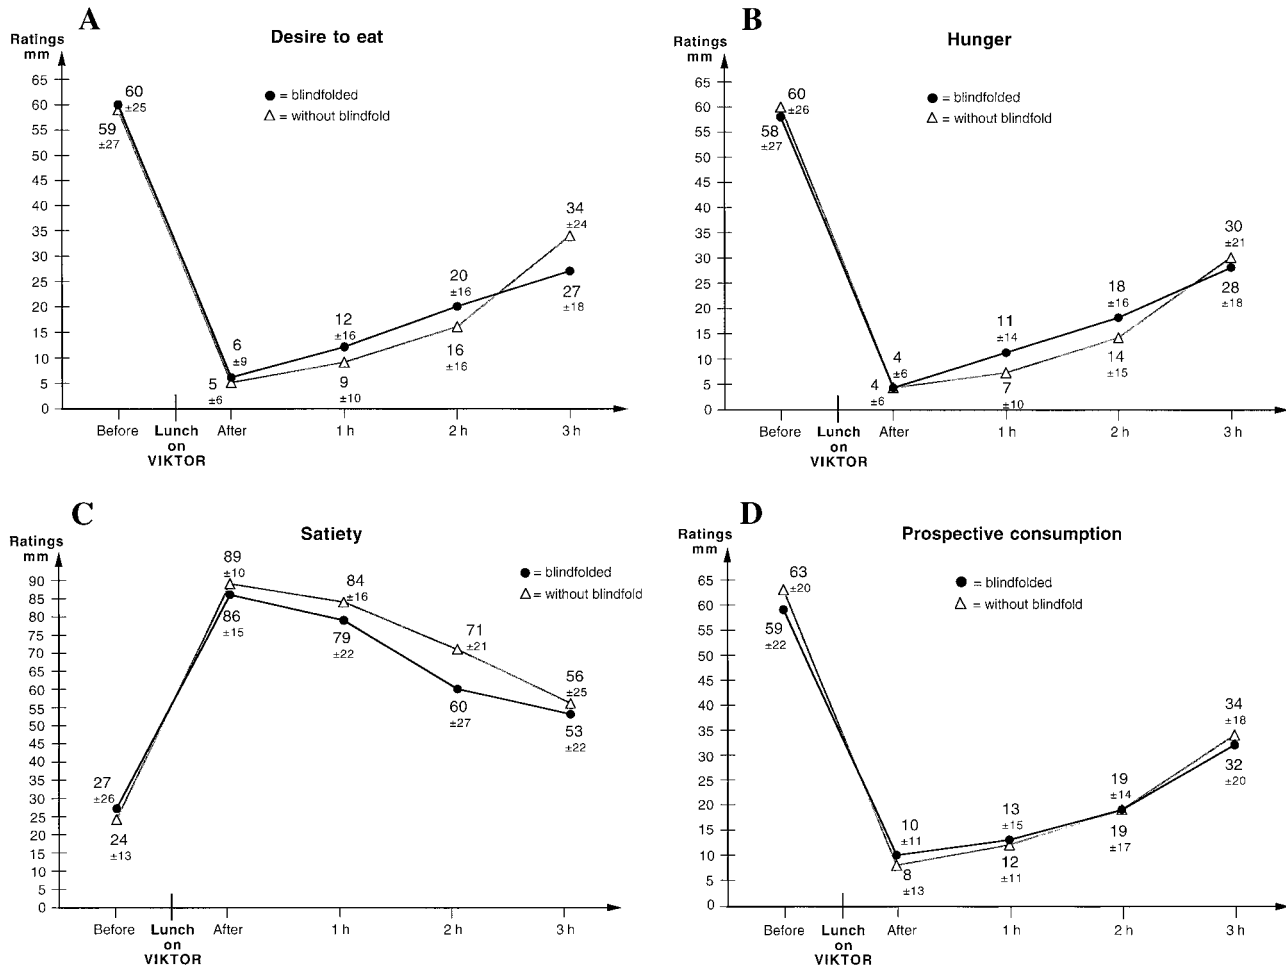 A
Desire to eat
Ratings
mm
● = blindfolded
△ = without blindfold
65
60
55
50
45
40
35
30
25
20
15
10
5
0
60
±25
59
±27
6
±9
5
±6
12
±16
9
±10
20
±16
16
±16
34
±24
27
±18
Before
Lunch
on
VIKTOR
After
1 h
2 h
3 h
B
Hunger
Ratings
mm
● = blindfolded
△ = without blindfold
65
60
55
50
45
40
35
30
25
20
15
10
5
0
60
±26
58
±27
4
±6
4
±6
11
±14
7
±10
18
±16
14
±15
30
±21
28
±18
Before
Lunch
on
VIKTOR
After
1 h
2 h
3 h
C
Satiety
Ratings
mm
● = blindfolded
△ = without blindfold
90
85
80
75
70
65
60
55
50
45
40
35
30
25
20
15
10
5
0
27
±26
24
±13
89
±10
86
±15
84
±16
79
±22
71
±21
60
±27
56
±25
53
±22
Before
Lunch
on
VIKTOR
After
1 h
2 h
3 h
D
Prospective consumption
Ratings
mm
● = blindfolded
△ = without blindfold
65
60
55
50
45
40
35
30
25
20
15
10
5
0
63
±20
59
±22
10
±11
8
±13
13
±15
12
±11
19
±14
19
±17
34
±18
32
±20
Before
Lunch
on
VIKTOR
After
1 h
2 h
3 h